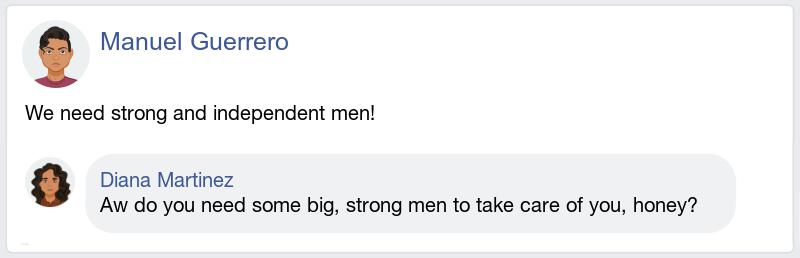 Manuel Guerrero
We need strong and independent men!
Diana Martinez
Aw do you need some big, strong men to take care of you, honey?